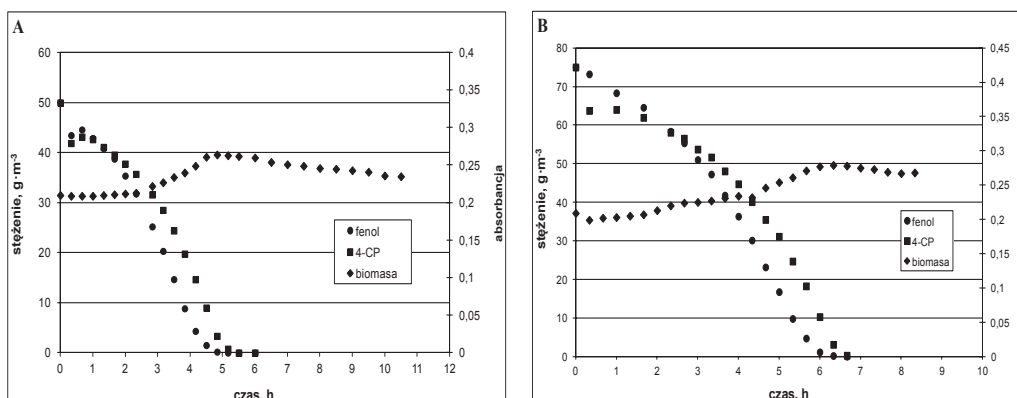 A
60
50
40
30
20
10
0
stężenie, g·m-3
0,4
0,35
0,3
0,25
0,2
0,15
0,1
0,05
0
absorbancja
fenol
4-CP
biomasa
0 1 2 3 4 5 6 7 8 9 10 11 12
czas, h
B
80
70
60
50
40
30
20
10
0
stężenie, g·m-3
0,45
0,4
0,35
0,3
0,25
0,2
0,15
0,1
0,05
0
fenol
4-CP
biomasa
0 1 2 3 4 5 6 7 8 9 10
czas, h